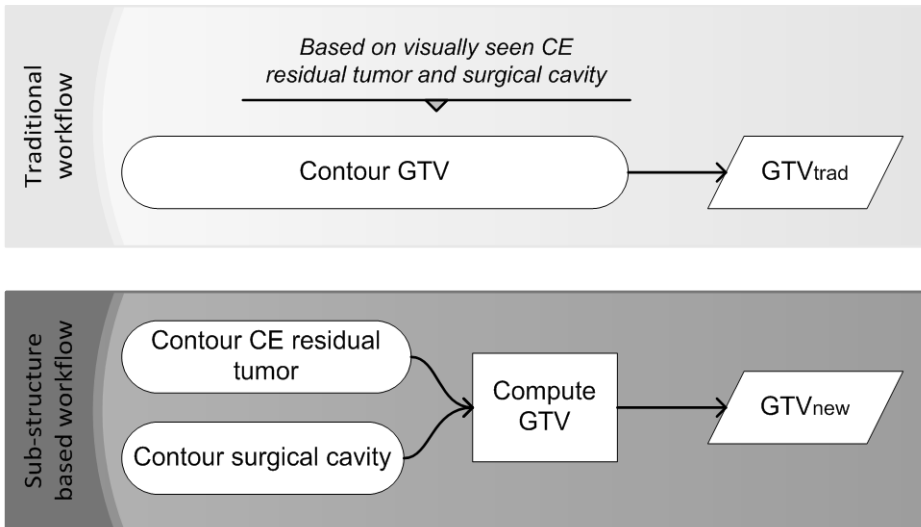 Traditional
workflow
Based on visually seen CE
residual tumor and surgical cavity
Contour GTV
GTVtrad
Sub-structure
based workflow
Contour CE residual
tumor
Contour surgical cavity
Compute
GTV
GTVnew